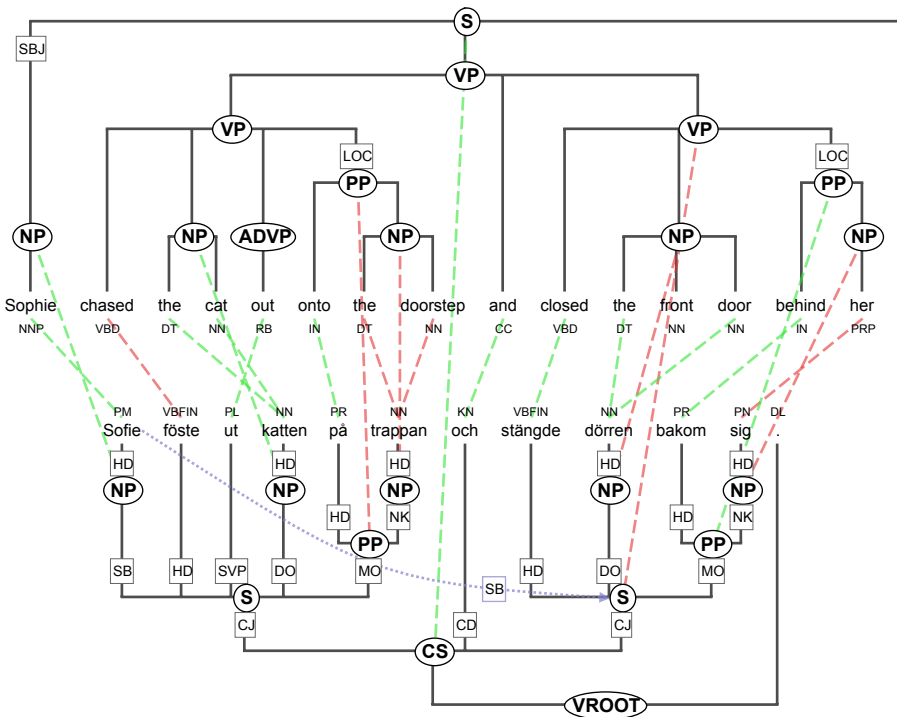 S
SBJ
VP
VP VP
LOC LOC
PP PP
NP NP ADVP NP NP NP
Sophie chased the cat out onto the doorstep and closed the front door behind her
NNP VBD DT NN RB IN DT NN CC VBD DT NN NN IN PRP
PM VBFIN PL NN PR NN KN VBFIN NN PR PN DL
Sofie föste ut katten på trappan och stängde dörren bakom sig .
HD HD HD HD HD
NP NP NP NP NP
HD NK HD NK
PP PP
SB HD SVP DO MO HD DO MO
SB
S S
CJ CD CJ
CS
VROOT